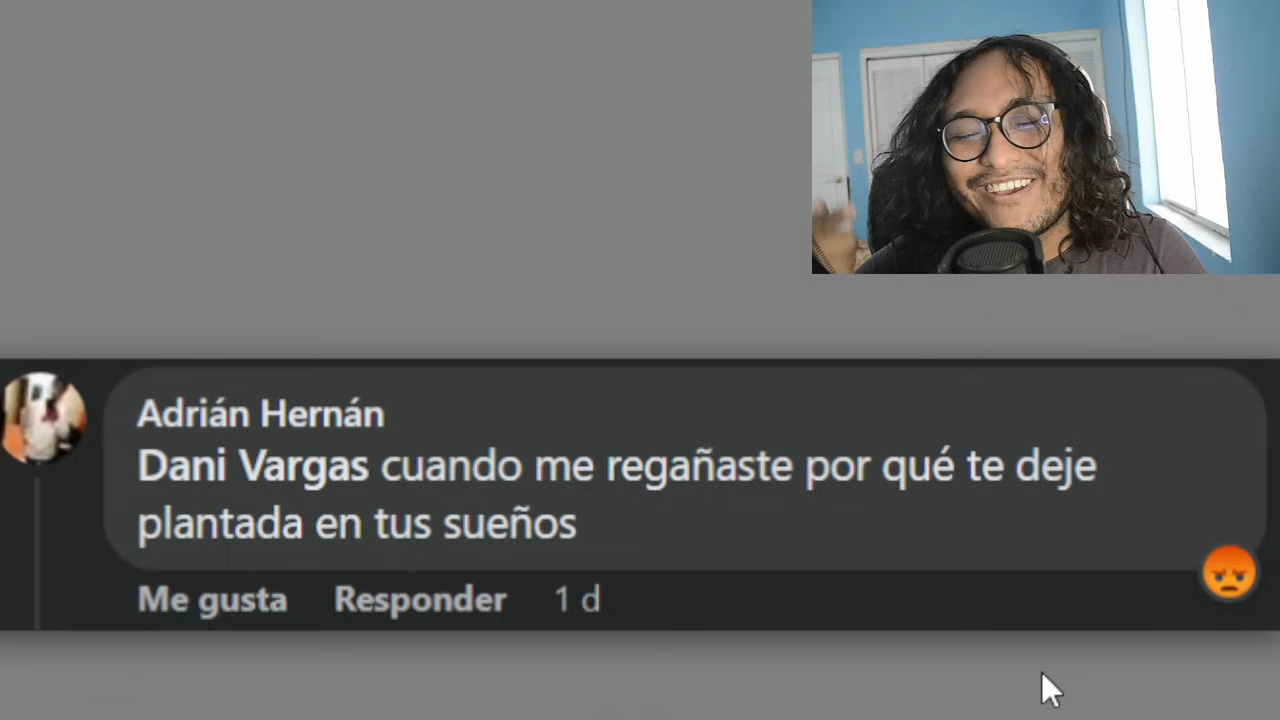 Adrián Hernán
Dani Vargas cuando me regañaste por qué te deje
plantada en tus sueños
Me gusta Responder 1 d